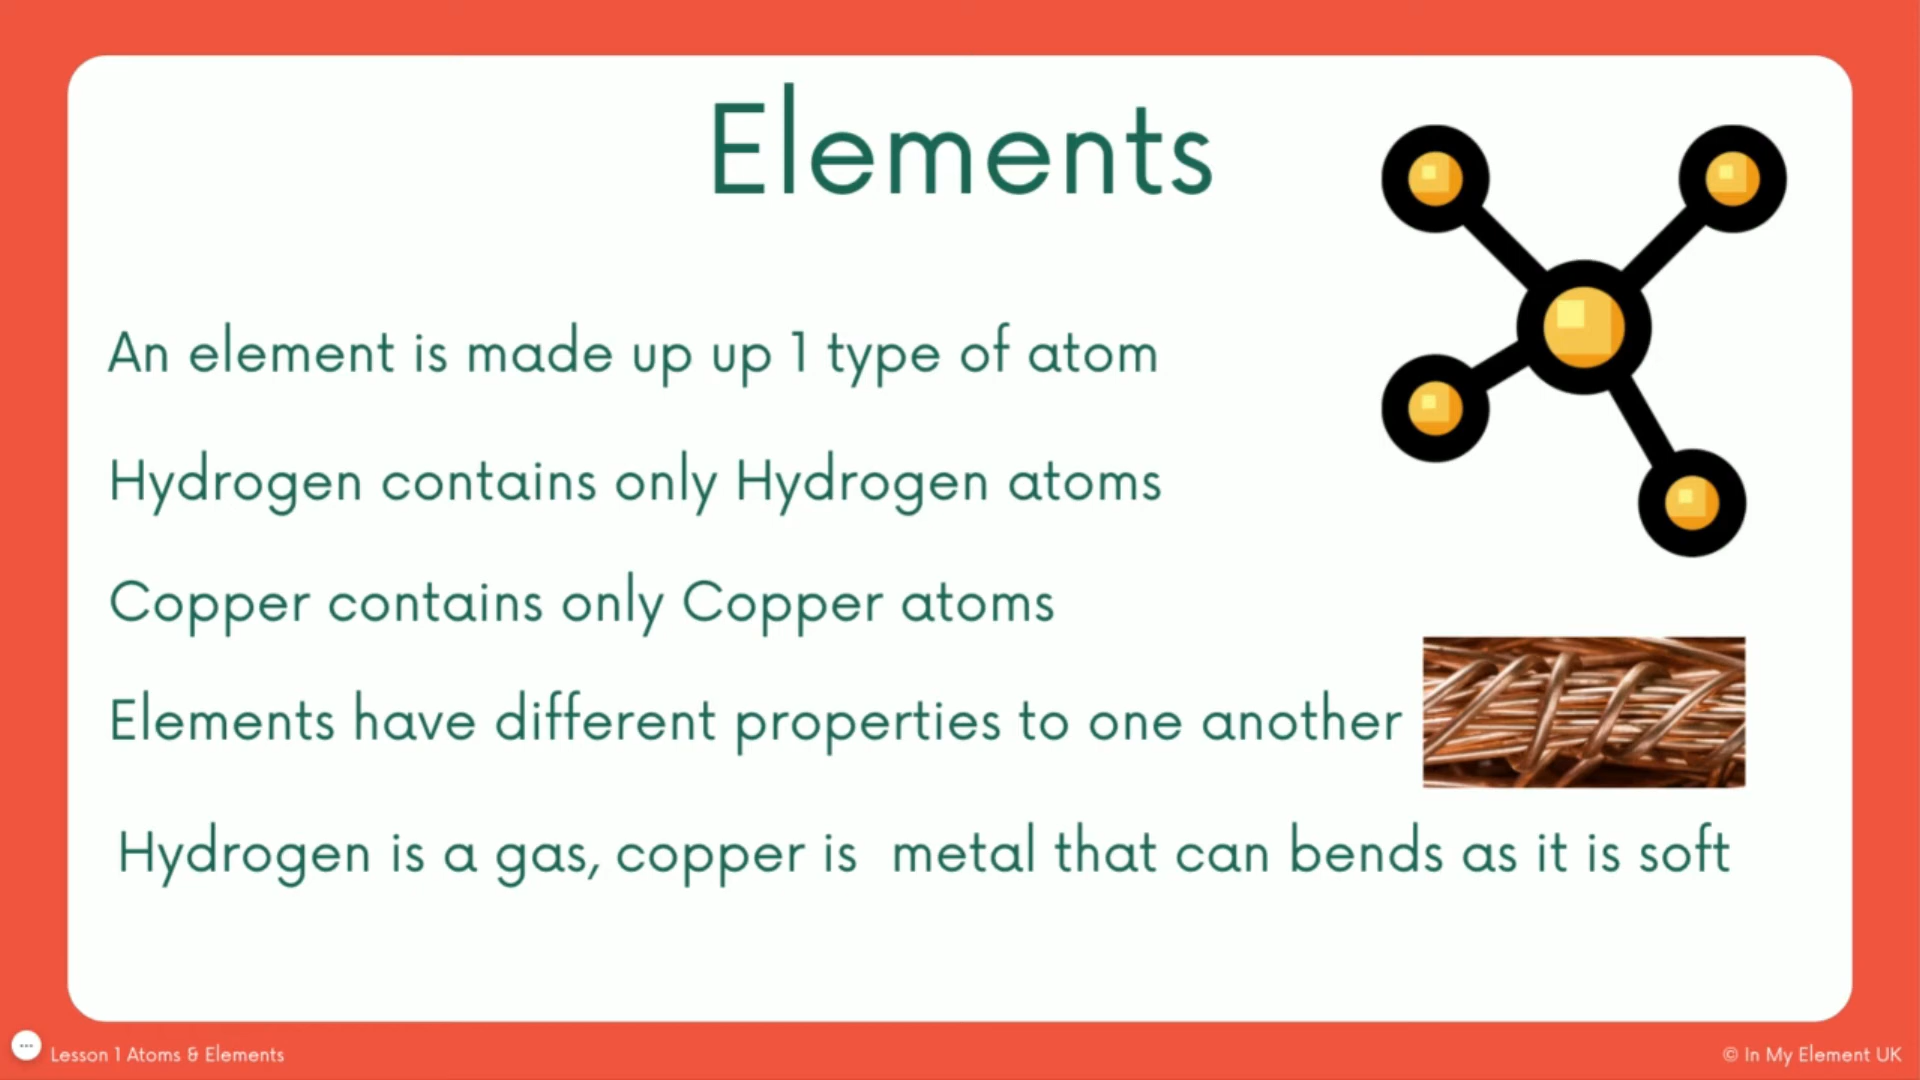 Elements
An element is made up up 1 type of atom
Hydrogen contains only Hydrogen atoms
Copper contains only Copper atoms
Elements have different properties to one another
Hydrogen is a gas, copper is  metal that can bends as it is soft
Lesson 1 Atoms & Elements
© In My Element UK